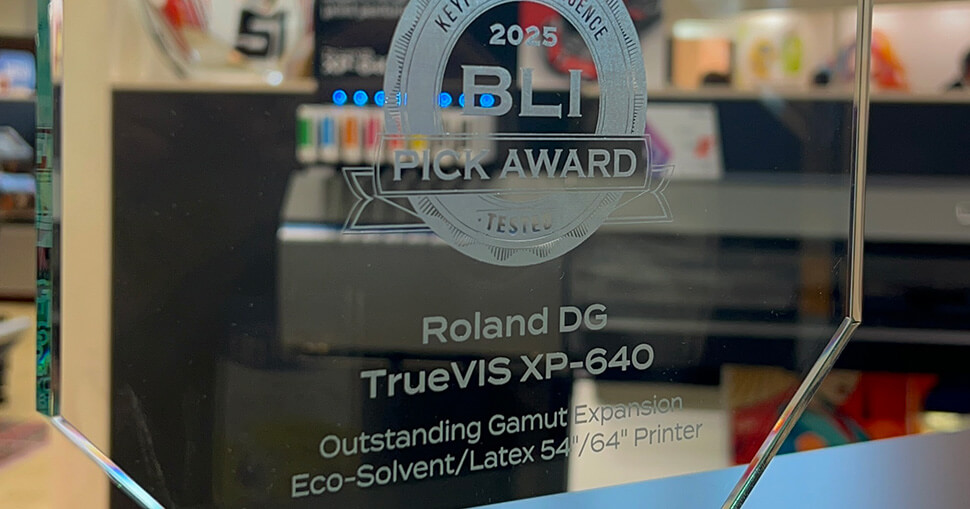 51
2025
BLI
PICK AWARD
· TESTED ·
Roland DG
TrueVIS XP-640
Outstanding Gamut Expansion
Eco-Solvent/Latex 54"/64" Printer